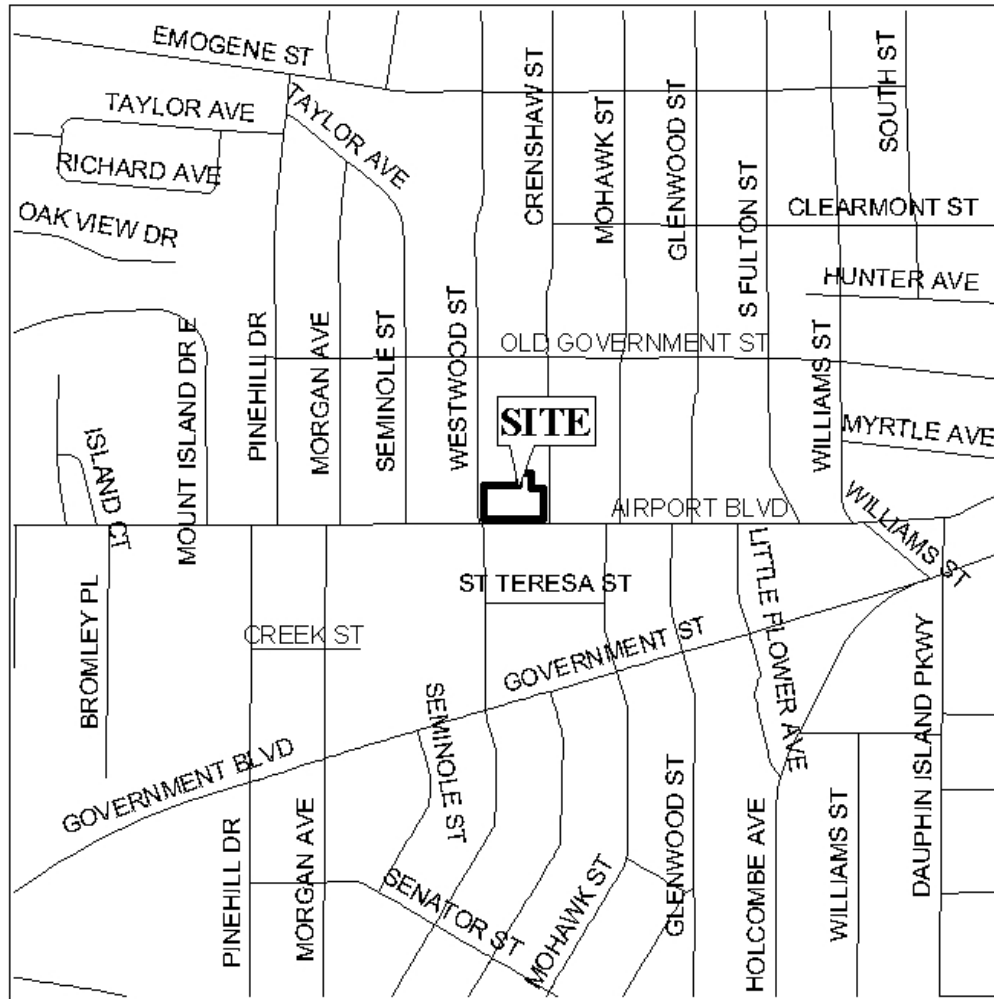 EMOGENE ST
TAYLOR AVE
TAYLOR AVE
RICHARD AVE
OAK VIEW DR
CRENSHAW ST
MOHAWK ST
GLENWOOD ST
SOUTH ST
S FULTON ST
CLEARMONT ST
HUNTER AVE
OLD GOVERNMENT ST
MOUNT ISLAND DR E
PINEHILL DR
MORGAN AVE
SEMINOLE ST
WESTWOOD ST
SITE
WILLIAMS ST
MYRTLE AVE
ISLAND CT
AIRPORT BLVD
WILLIAMS ST
BROMLEY PL
ST TERESA ST
LITTLE FLOWER AVE
CREEK ST
GOVERNMENT ST
DAUPHIN ISLAND PKWY
SEMINOLE ST
GOVERNMENT BLVD
PINEHILL DR
MORGAN AVE
SENATOR ST
MOHAWK ST
GLENWOOD ST
HOLCOMBE AVE
WILLIAMS ST